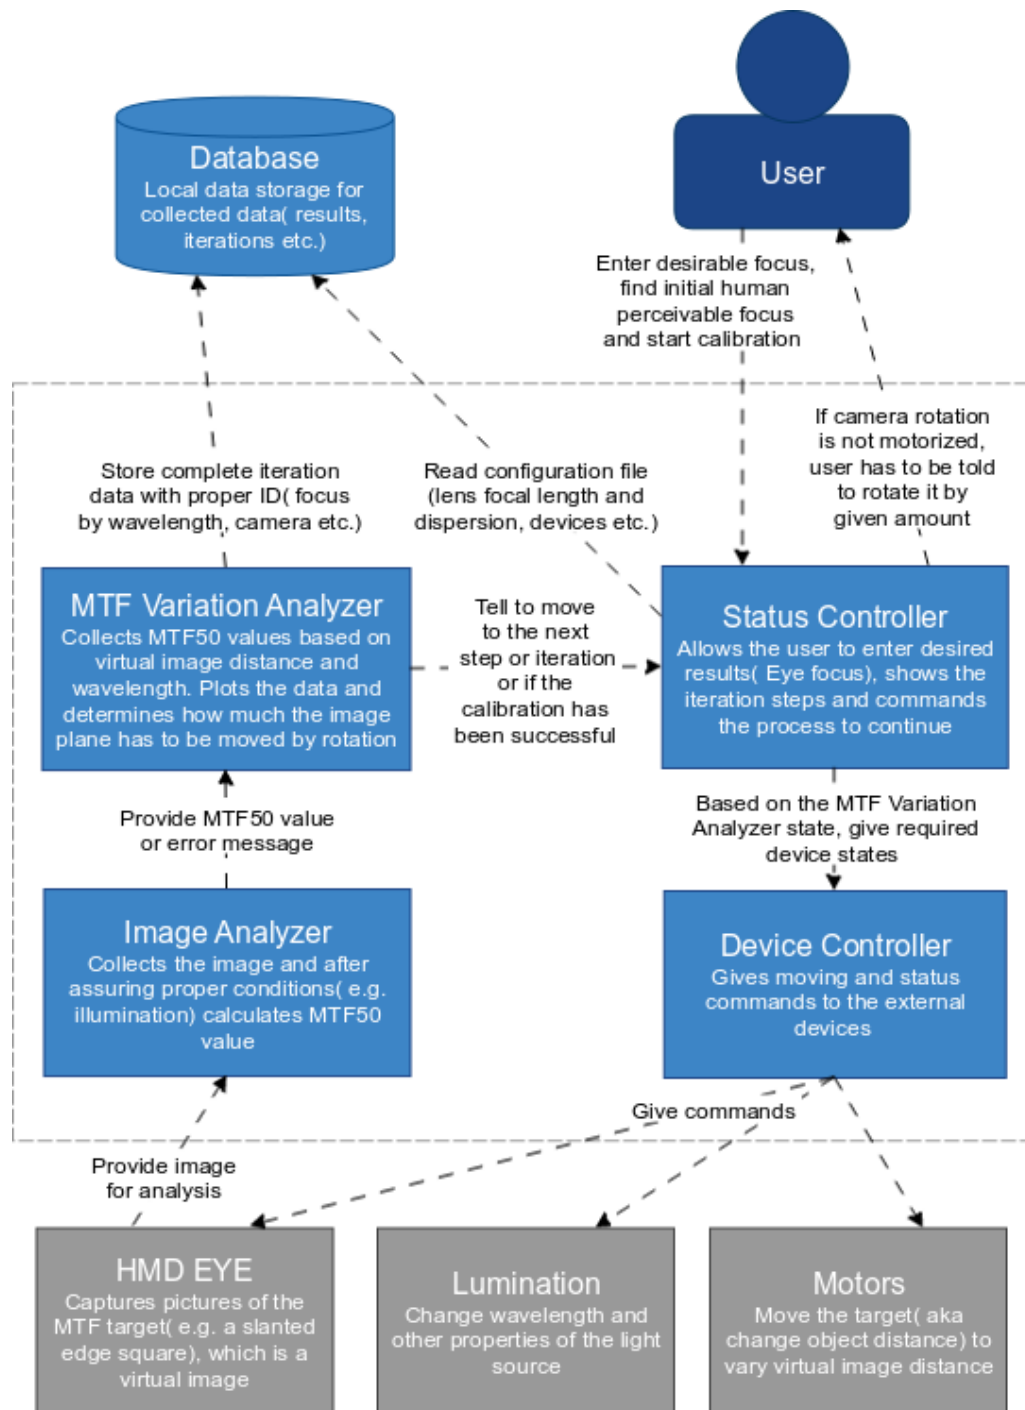 User
Database
Local data storage for
collected data( results,
iterations etc.)
Enter desirable focus,
find initial human
perceivable focus
and start calibration
If camera rotation
is not motorized,
user has to be told
to rotate it by
given amount
Store complete iteration
data with proper ID( focus
by wavelength, camera etc.)
Read configuration file
(lens focal length and
dispersion, devices etc.)
MTF Variation Analyzer
Collects MTF50 values based on
virtual image distance and
wavelength. Plots the data and
determines how much the image
plane has to be moved by rotation
Tell to move
to the next
step or iteration
or if the
calibration has
been successful
Status Controller
Allows the user to enter desired
results( Eye focus), shows the
iteration steps and commands
the process to continue
Provide MTF50 value
or error message
Based on the MTF Variation
Analyzer state, give required
device states
Image Analyzer
Collects the image and after
assuring proper conditions( e.g.
illumination) calculates MTF50
value
Device Controller
Gives moving and status
commands to the external
devices
Give commands
Provide image
for analysis
HMD EYE
Captures pictures of the
MTF target( e.g. a slanted
edge square), which is a
virtual image
Lumination
Change wavelength and
other properties of the light
source
Motors
Move the target( aka
change object distance) to
vary virtual image distance